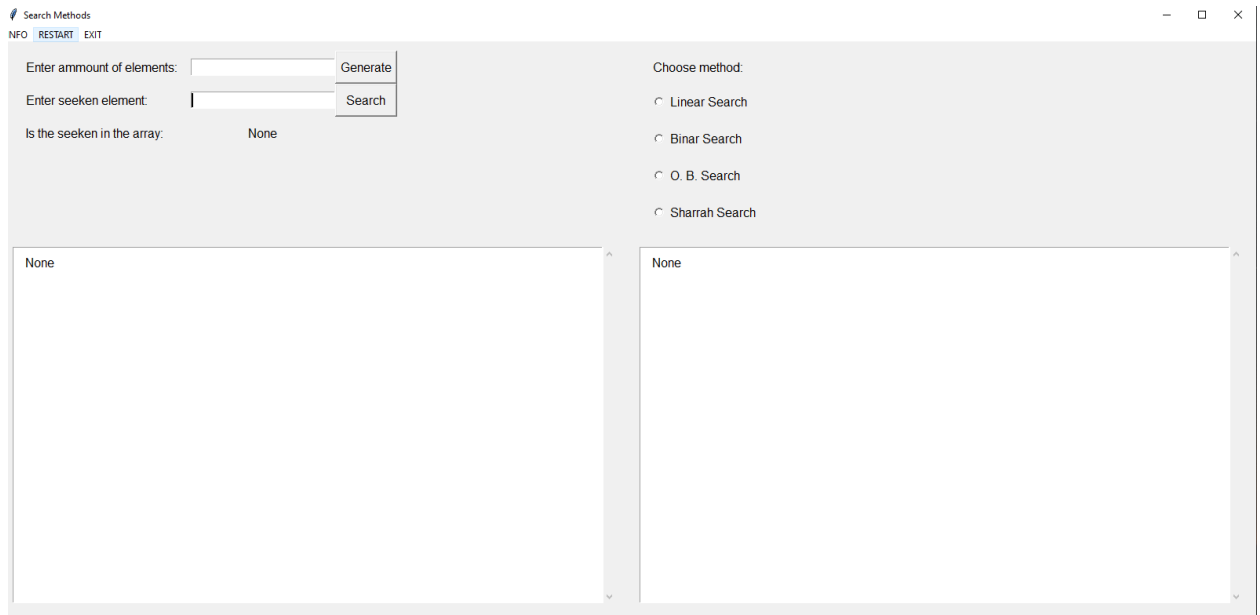 Search Methods
NFO RESTART EXIT
Enter ammount of elements: Generate
Enter seeken element: Search
Is the seeken in the array: None
Choose method:
Linear Search
Binar Search
O. B. Search
Sharrah Search
None
None